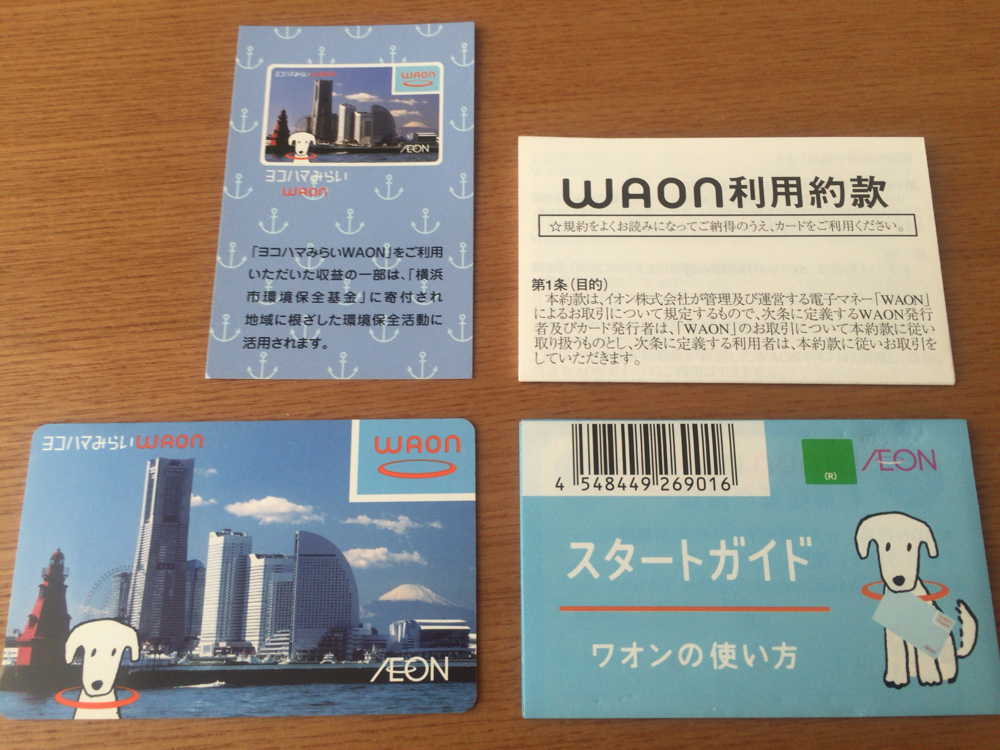 ヨコハマみらいWAON
WAON
ÆON
ヨコハマみらい
WAON
「ヨコハマみらいWAON」をご利用
いただいた収益の一部は、「横浜
市環境保全基金」に寄付され
地域に根ざした環境保全活動に
活用されます。
WAON利用約款
☆規約をよくお読みになってご納得のうえ、カードをご利用ください。
第1条（目的）
本約款は、イオン株式会社が管理及び運営する電子マネー「WAON」
によるお取引について規定するもので、次条に定義するWAON発行
者及びカード発行者は、「WAON」のお取引について本約款に従い
取り扱うものとし、次条に定義する利用者は、本約款に従いお取引を
していただきます。
ヨコハマみらいWAON
WAON
ÆON
4 548449 269016
(R)
ÆON
スタートガイド
ワオンの使い方